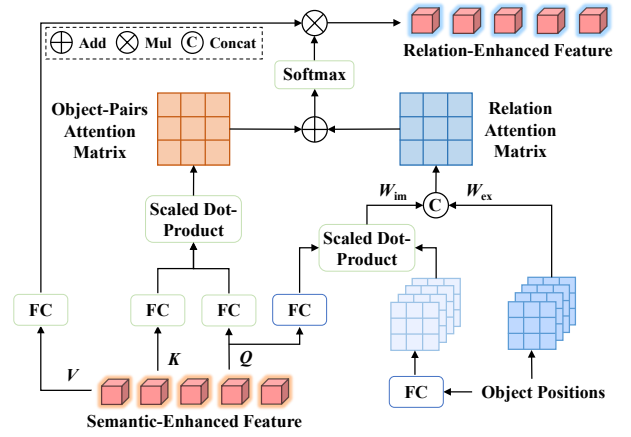 Add Mul C Concat
Relation-Enhanced Feature
Softmax
Object-Pairs
Attention
Matrix
Relation
Attention
Matrix
W_im
C
W_ex
Scaled Dot-
Product
Scaled Dot-
Product
FC
FC
FC
FC
V
K
Q
FC
Object Positions
Semantic-Enhanced Feature